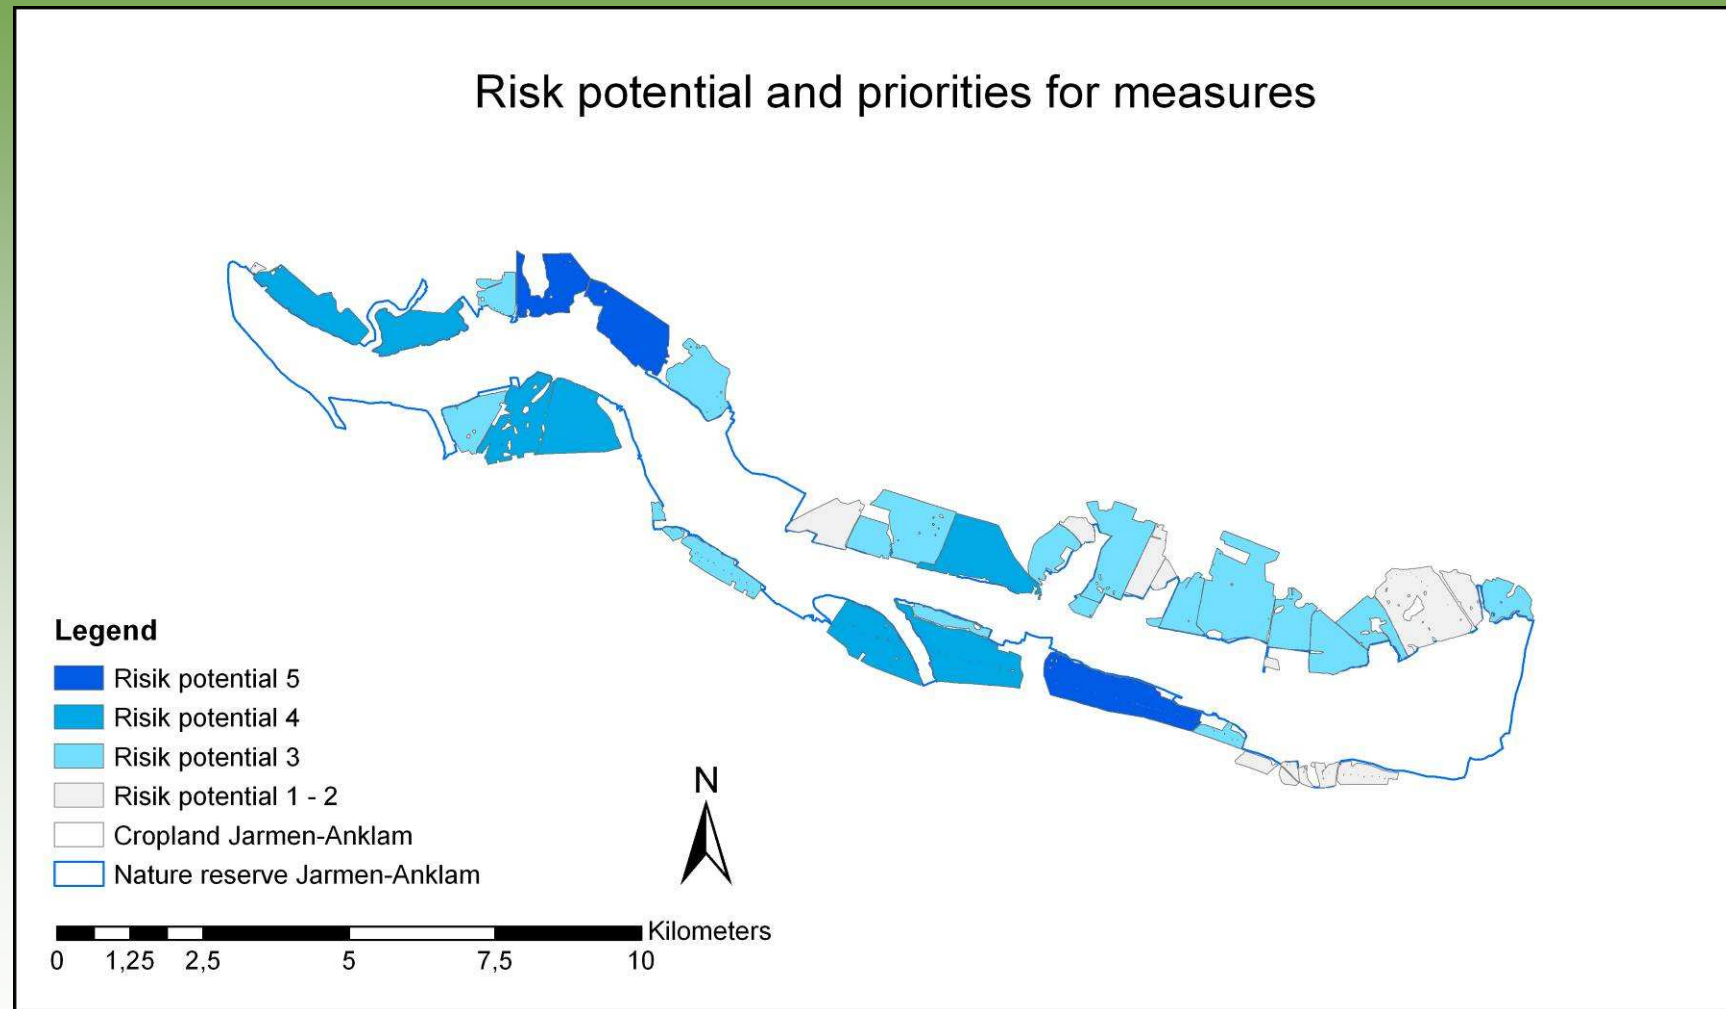 Risk potential and priorities for measures
Legend
Risik potential 5
Risik potential 4
Risik potential 3
Risik potential 1 - 2
Cropland Jarmen-Anklam
Nature reserve Jarmen-Anklam
N
Kilometers
0 1,25 2,5 5 7,5 10